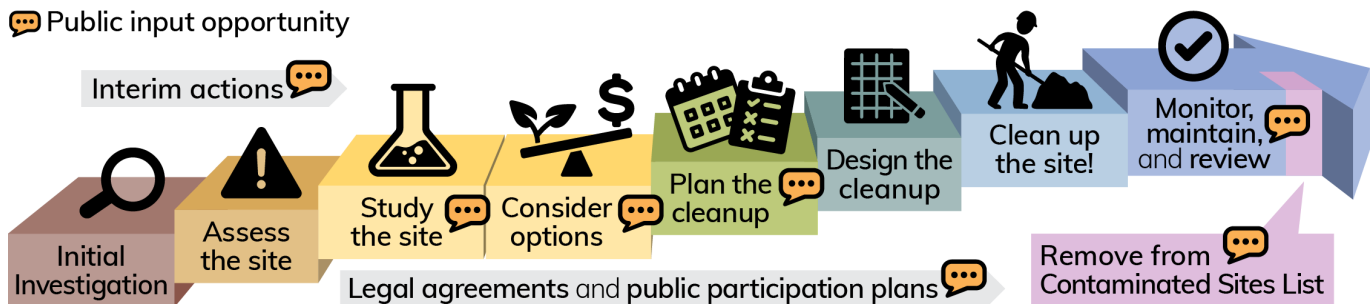 Public input opportunity
Interim actions
Initial
Investigation
Assess
the site
Study
the site
Consider
options
Plan the
cleanup
Design the
cleanup
Clean up
the site!
Monitor,
maintain,
and review
Legal agreements and public participation plans
Remove from
Contaminated Sites List